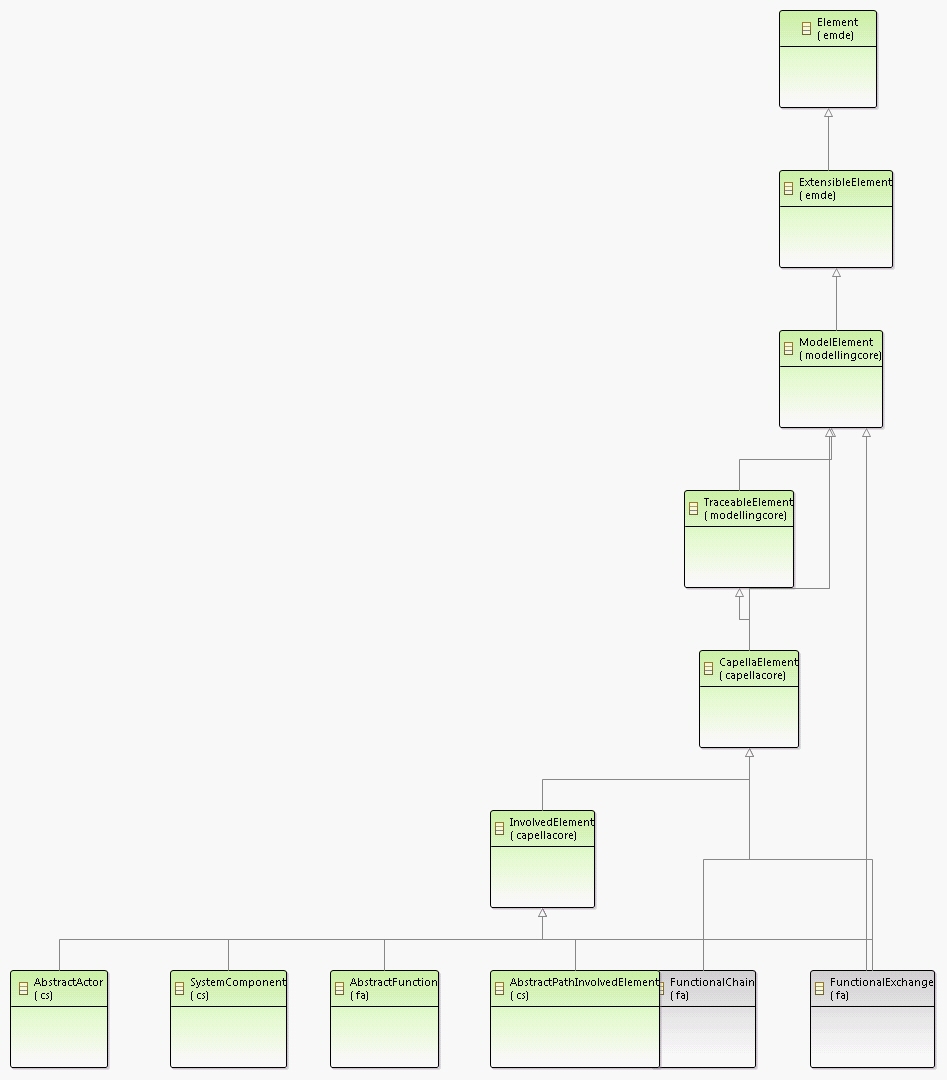 Element
( emde)
ExtensibleElement
( emde)
ModelElement
( modellingcore)
TraceableElement
( modellingcore)
CapellaElement
( capellacore)
InvolvedElement
( capellacore)
AbstractActor
( cs)
SystemComponent
( cs)
AbstractFunction
( fa)
AbstractPathInvolvedElement
( cs)
FunctionalChain
( fa)
FunctionalExchange
( fa)